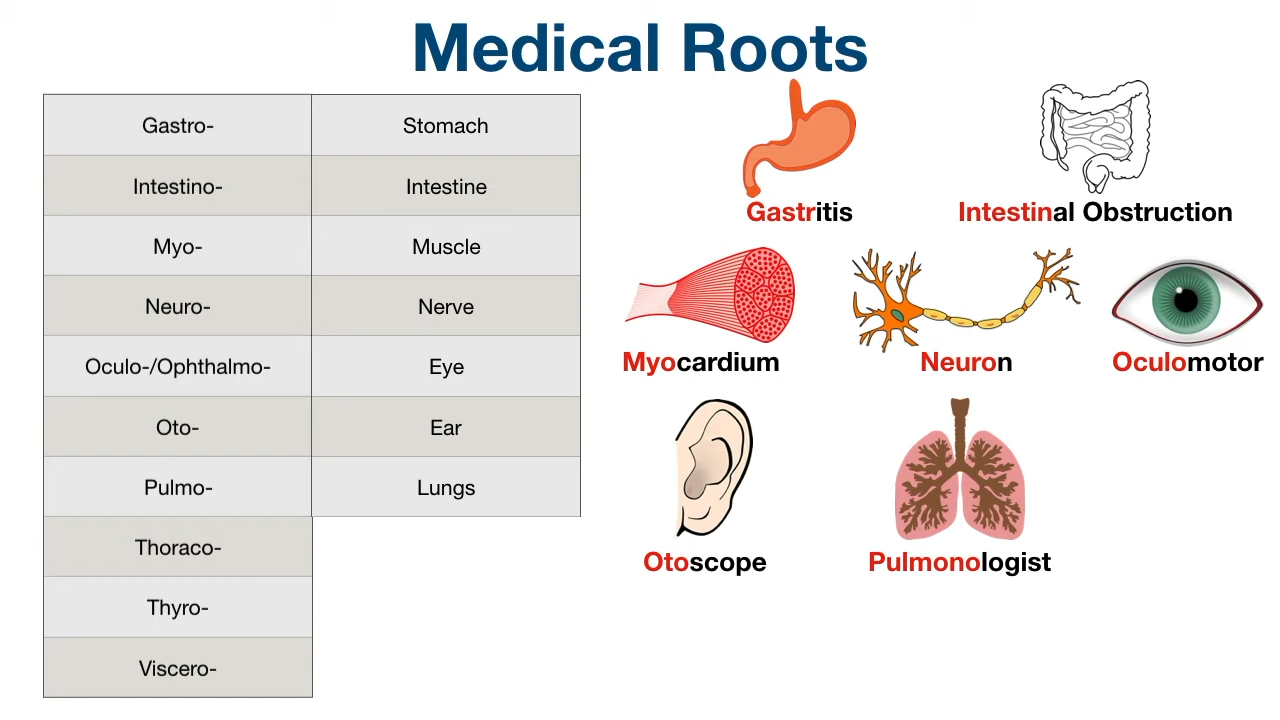 Medical Roots
Gastro- Stomach
Intestino- Intestine
Myo- Muscle
Neuro- Nerve
Oculo-/Ophthalmo- Eye
Oto- Ear
Pulmo- Lungs
Thoraco-
Thyro-
Viscero-
Gastritis
Intestinal Obstruction
Myocardium
Neuron
Oculomotor
Otoscope
Pulmonologist